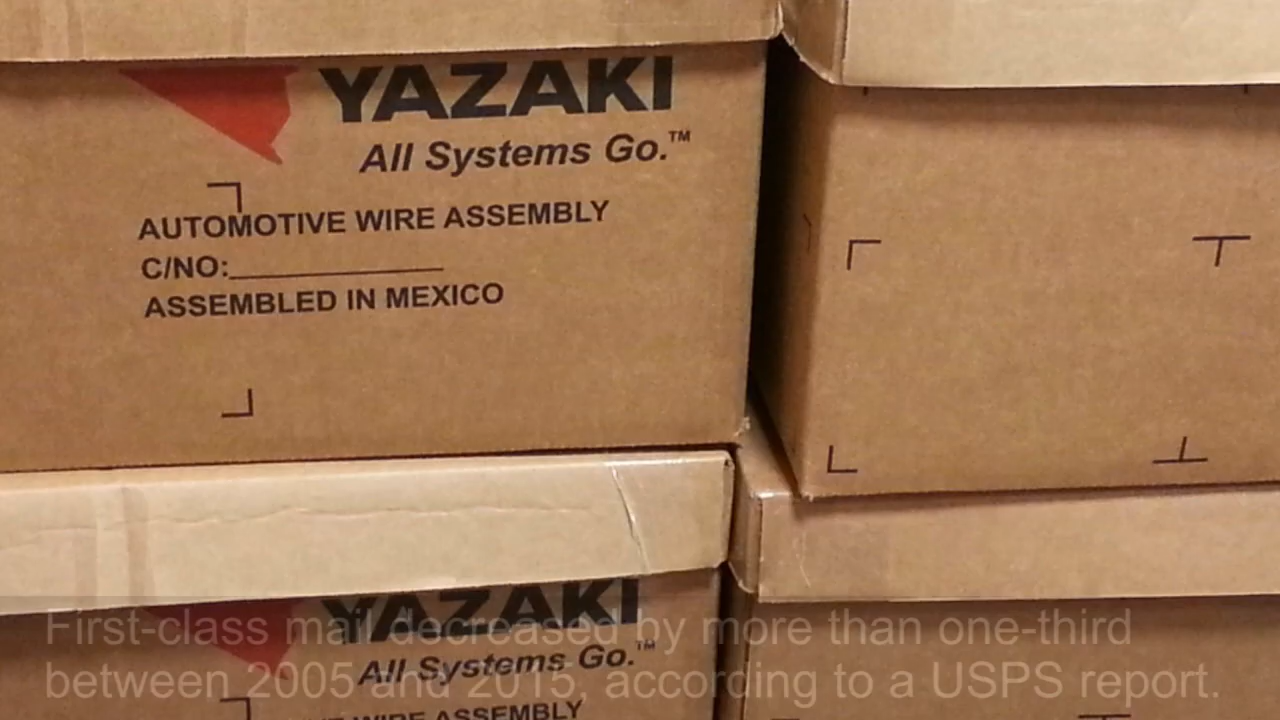 YAZAKI
All Systems Go.™
AUTOMOTIVE WIRE ASSEMBLY
C/NO:
ASSEMBLED IN MEXICO
YAZAKI
All Systems Go.™
WIRE ASSEMBLY
First-class mail decreased by more than one-third
between 2005 and 2015, according to a USPS report.